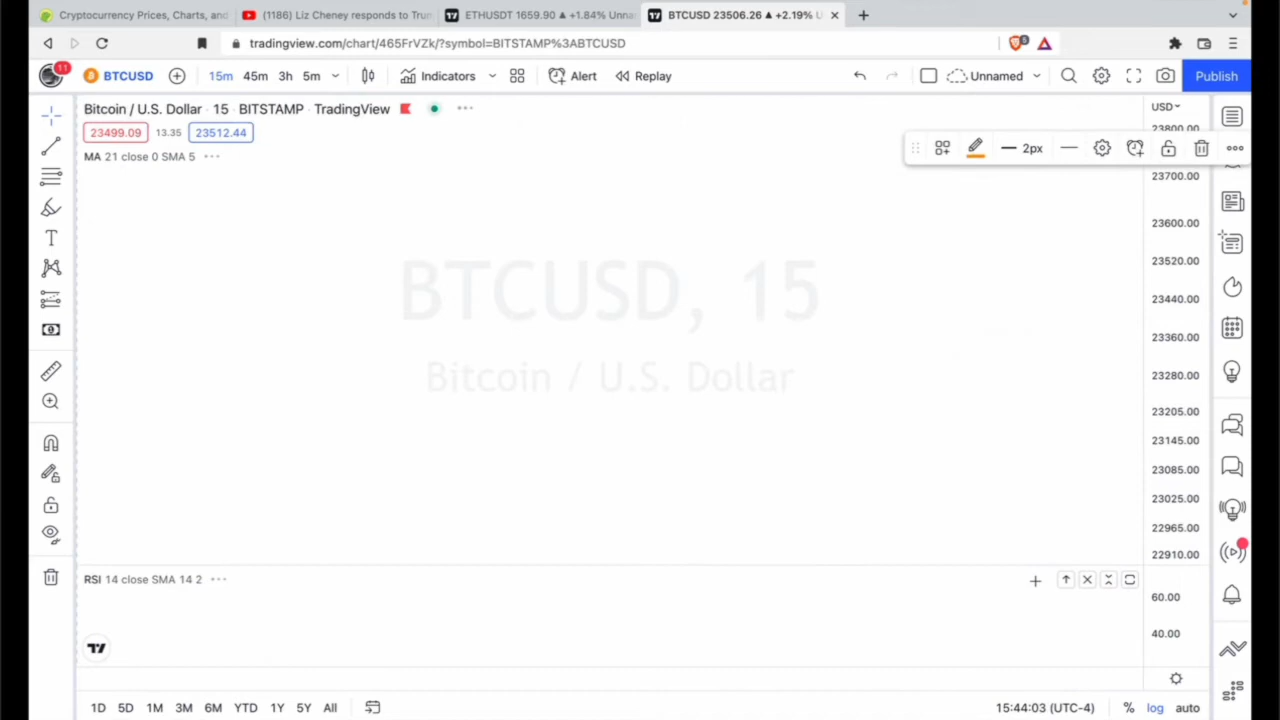 Cryptocurrency Prices, Charts, and
(1186) Liz Cheney responds to Trum
ETHUSDT 1659.90 ▲ +1.84% Unna
BTCUSD 23506.26 ▲ +2.19% U
tradingview.com/chart/465FrVZk/?symbol=BITSTAMP%3ABTCUSD
5
11
BTCUSD
15m 45m 3h 5m
Indicators
Alert
Replay
Unnamed
Publish
Bitcoin / U.S. Dollar · 15 · BITSTAMP · TradingView
USD
23499.09 13.35 23512.44
MA 21 close 0 SMA 5
2px
23800.00
23700.00
23600.00
23520.00
23440.00
23360.00
23280.00
23205.00
23145.00
23085.00
23025.00
22965.00
22910.00
BTCUSD, 15
Bitcoin / U.S. Dollar
RSI 14 close SMA 14 2
60.00
40.00
1D 5D 1M 3M 6M YTD 1Y 5Y All
15:44:03 (UTC-4)
% log auto